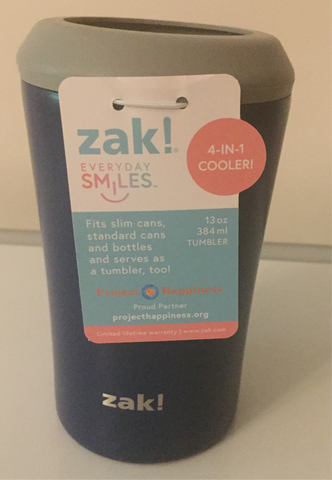 zak!
EVERYDAY
SMILES™
4-IN-1
COOLER!
Fits slim cans,
standard cans
and bottles
and serves as
a tumbler, too!
13 oz
384 ml
TUMBLER
Project Happiness
Proud Partner
projecthappiness.org
Limited lifetime warranty | www.zak.com
zak!